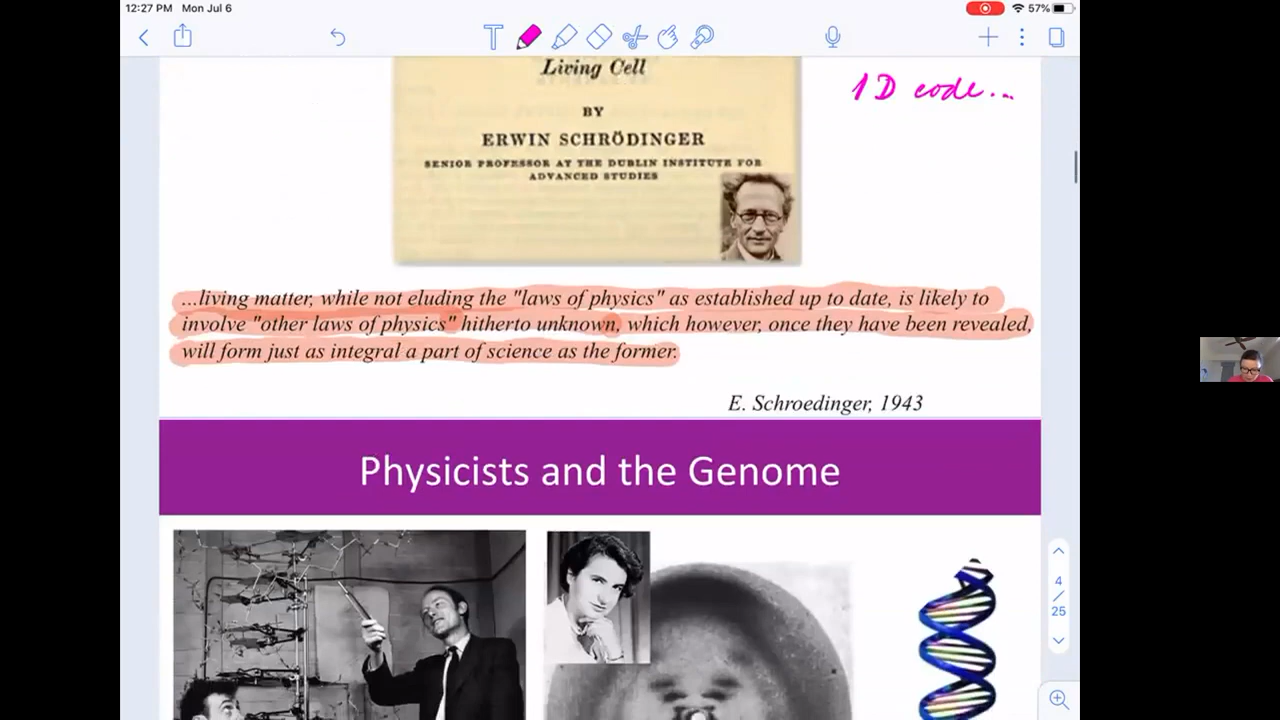 12:27 PM Mon Jul 6
57%
T
Living Cell
1D code...
BY
ERWIN SCHRÖDINGER
SENIOR PROFESSOR AT THE DUBLIN INSTITUTE FOR
ADVANCED STUDIES
...living matter, while not eluding the "laws of physics" as established up to date, is likely to
involve "other laws of physics" hitherto unknown, which however, once they have been revealed,
will form just as integral a part of science as the former.
E. Schroedinger, 1943
Physicists and the Genome
4
/
25